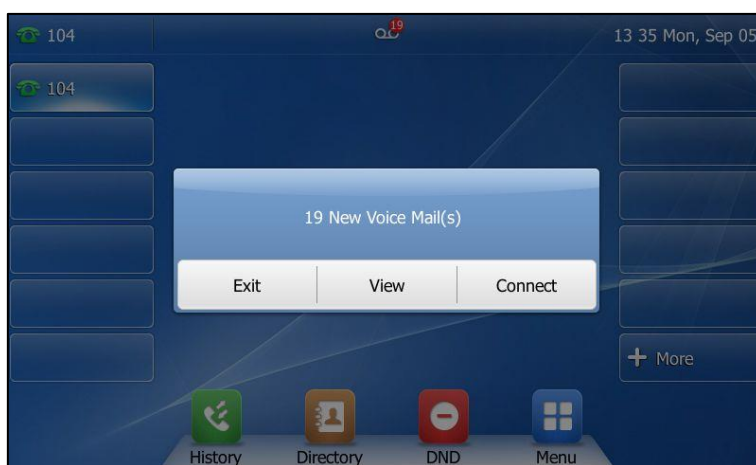 104
19
13 35 Mon, Sep 05
104
19 New Voice Mail(s)
Exit View Connect
+ More
History Directory DND Menu